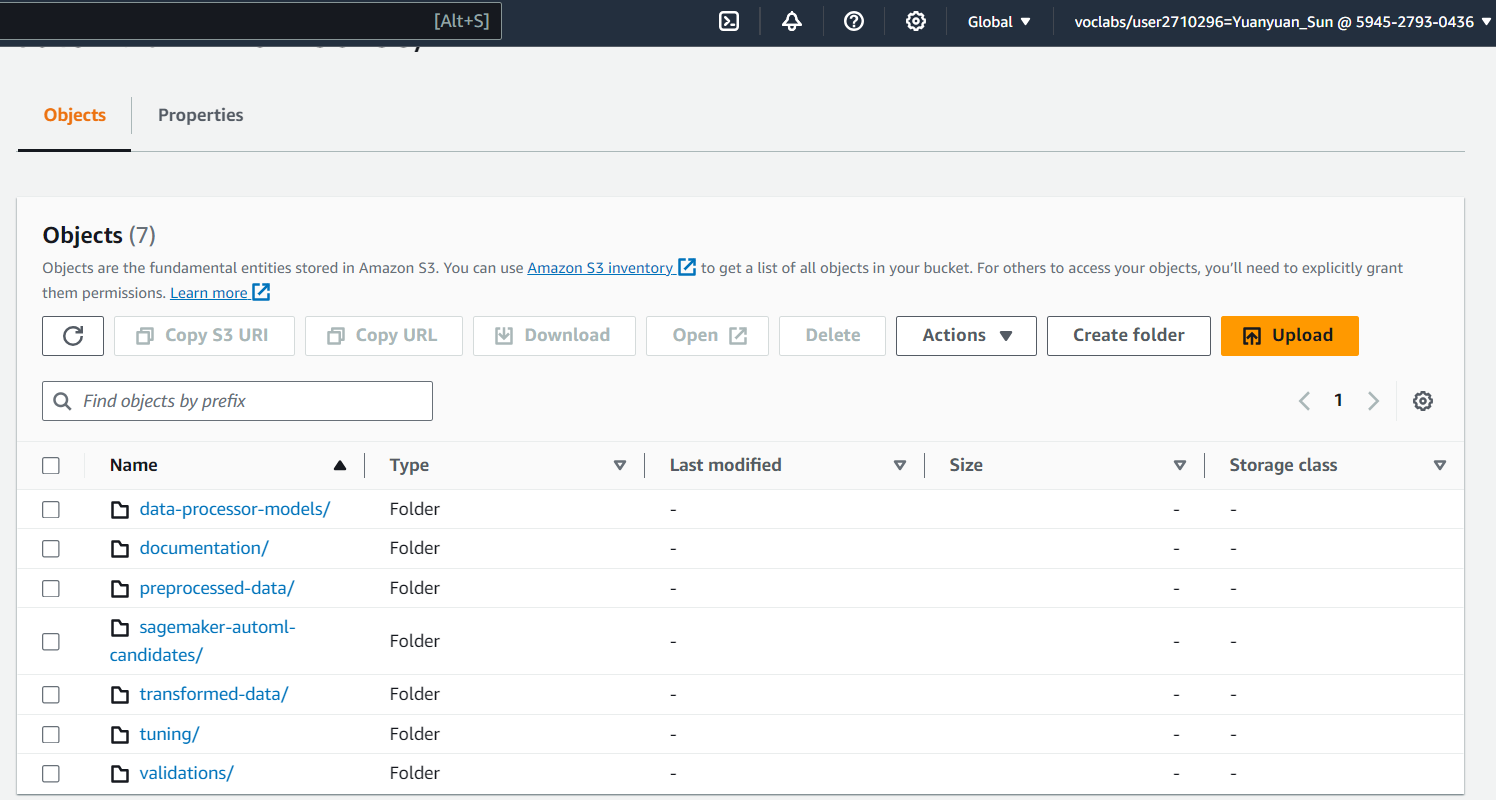 [Alt+S]
Global
voclabs/user2710296=Yuanyuan_Sun @ 5945-2793-0436
Objects
Properties
Objects (7)
Objects are the fundamental entities stored in Amazon S3. You can use Amazon S3 inventory to get a list of all objects in your bucket. For others to access your objects, you'll need to explicitly grant
them permissions. Learn more
Copy S3 URI
Copy URL
Download
Open
Delete
Actions
Create folder
Upload
Find objects by prefix
1
Name
Type
Last modified
Size
Storage class
data-processor-models/ Folder - - -
documentation/ Folder - - -
preprocessed-data/ Folder - - -
sagemaker-automl-
candidates/ Folder - - -
transformed-data/ Folder - - -
tuning/ Folder - - -
validations/ Folder - - -